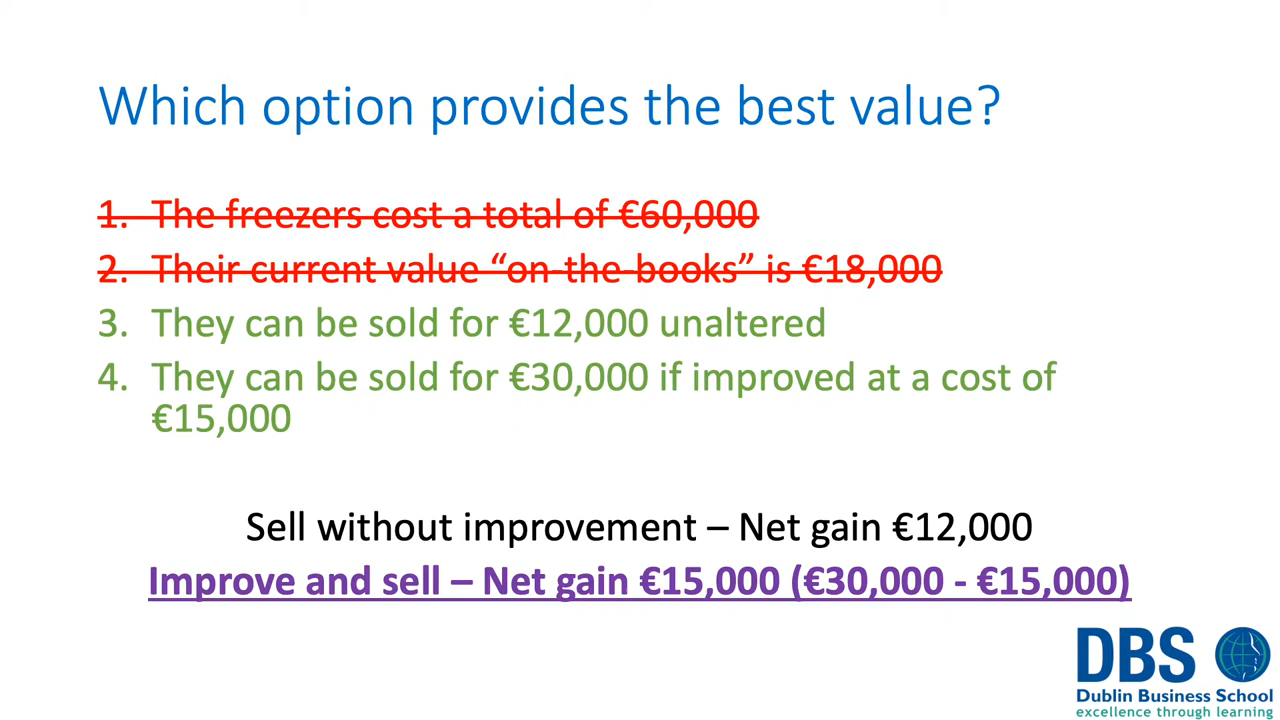 Which option provides the best value?
1. The freezers cost a total of €60,000
2. Their current value “on-the-books” is €18,000
3. They can be sold for €12,000 unaltered
4. They can be sold for €30,000 if improved at a cost of
€15,000
Sell without improvement – Net gain €12,000
Improve and sell – Net gain €15,000 (€30,000 - €15,000)
DBS
Dublin Business School
excellence through learning